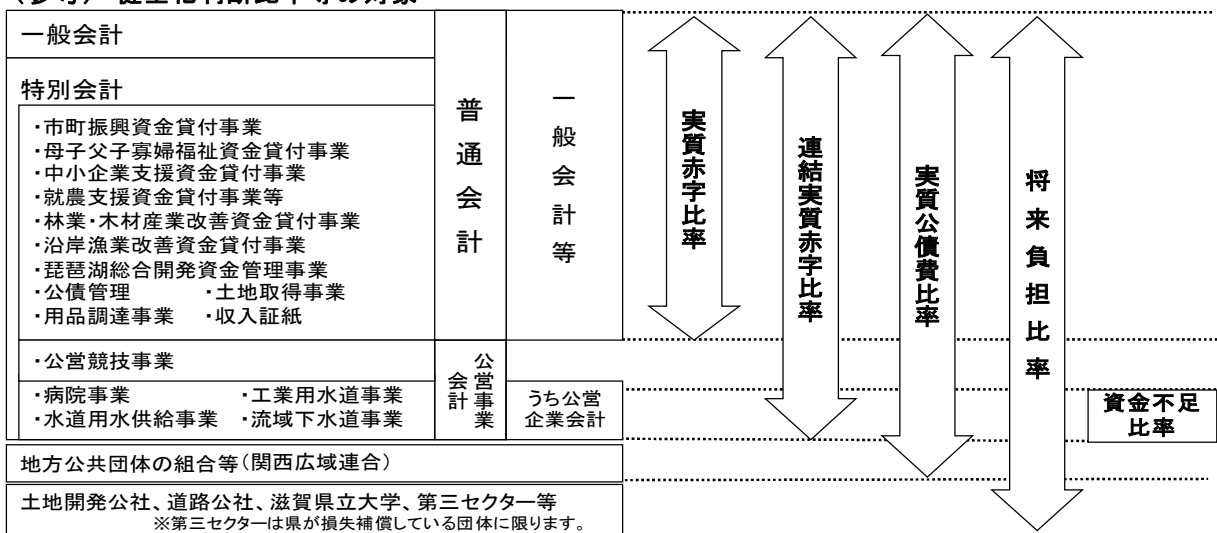 (参考) 健全化判断比率等の対象
一般会計
特別会計
・市町振興資金貸付事業
・母子父子寡婦福祉資金貸付事業
・中小企業支援資金貸付事業
・就農支援資金貸付事業等
・林業・木材産業改善資金貸付事業
・沿岸漁業改善資金貸付事業
・琵琶湖総合開発資金管理事業
・公債管理 ・土地取得事業
・用品調達事業 ・収入証紙
普通会計
一般会計等
・公営競技事業
・病院事業 ・工業用水道事業
・水道用水供給事業 ・流域下水道事業
公営事業
会計
うち公営
企業会計
地方公共団体の組合等(関西広域連合)
土地開発公社、道路公社、滋賀県立大学、第三セクター等
※第三セクターは県が損失補償している団体に限ります。
実質赤字比率
連結実質赤字比率
実質公債費比率
将来負担比率
資金不足
比率